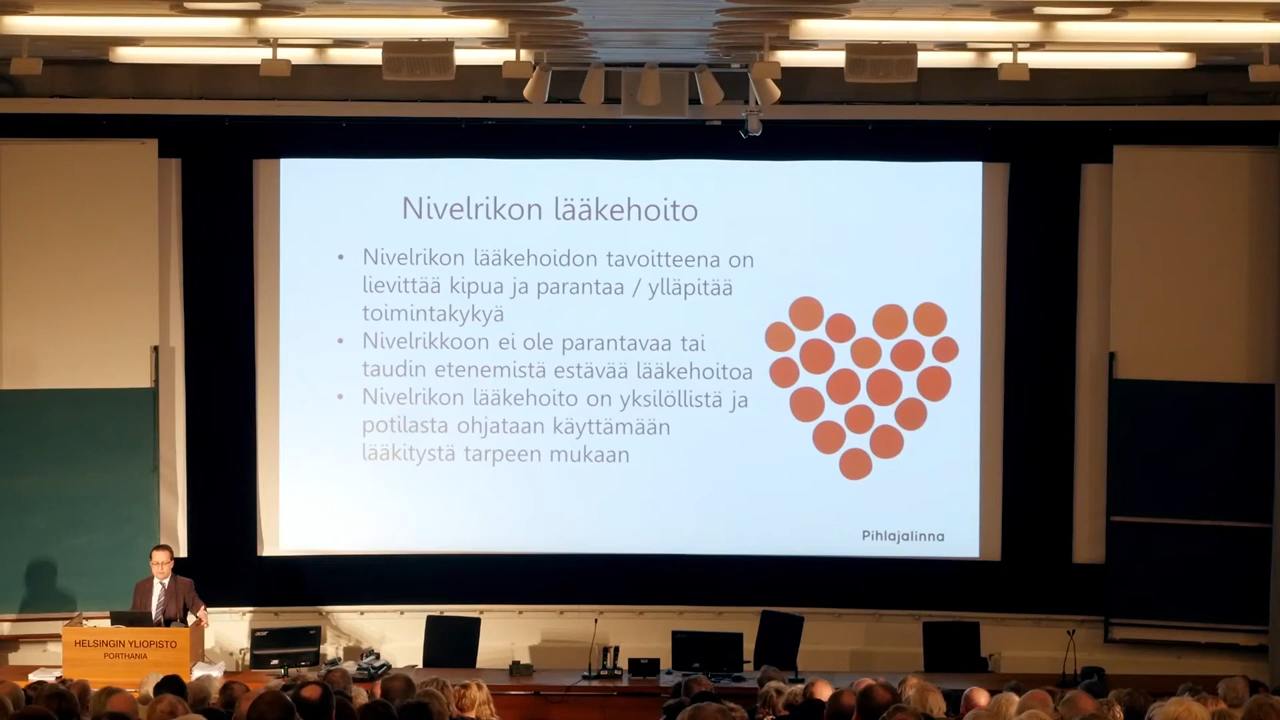 Nivelrikon lääkehoito
• Nivelrikon lääkehoidon tavoitteena on
lievittää kipua ja parantaa / ylläpitää
toimintakykyä
• Nivelrikkoon ei ole parantavaa tai
taudin etenemistä estävää lääkehoitoa
• Nivelrikon lääkehoito on yksilöllistä ja
potilasta ohjataan käyttämään
lääkitystä tarpeen mukaan
Pihlajalinna
HELSINGIN YLIOPISTO
PORTHANIA
acer